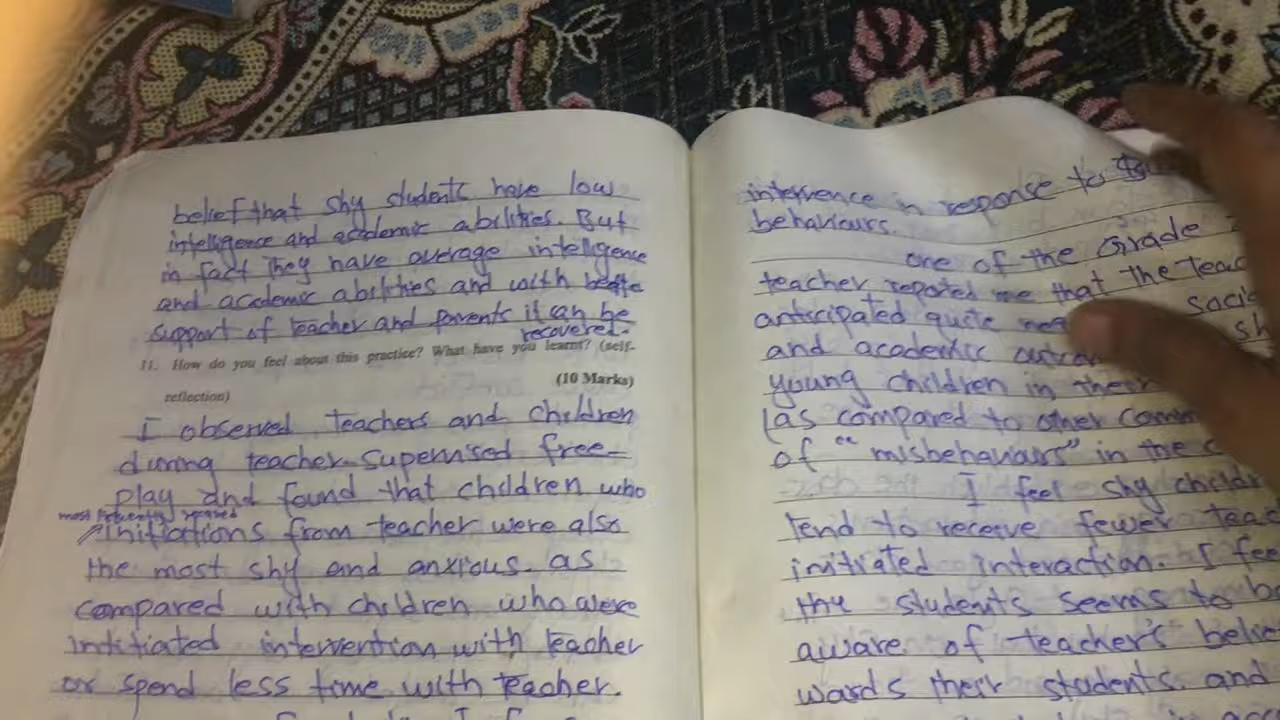 belief that shy students have low
intelligence and academic abilities. But
in fact they have average intelligence
and academic abilities and with
support of teacher and parents it can be
recovered.
11. How do you feel about this practice? What have you learnt? (self-
(10 Marks)
reflection)
I observed teachers and children
during teacher-supervised free-
play and found that children who
most frequently
initiations from teacher were also
the most shy and anxious. as
compared with children who were
intitiated intervention with teacher
or spend less time with teacher.
intervence in response to
behaviours.
one of the Grade
teacher reported me that the teac
anticipated quite
and academic
young children in their
(as compared to other comm
of "misbehaviours" in the c
I feel shy childr
tend to receive fewer teac
initiated interaction. I fee
the students seems to b
aware of teacher's belie
wards their students. and